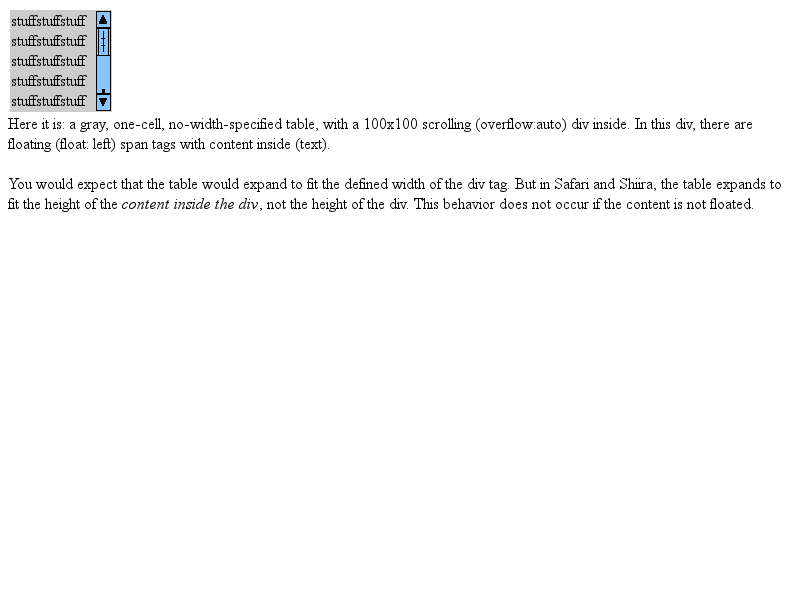 stuffstuffstuff
stuffstuffstuff
stuffstuffstuff
stuffstuffstuff
stuffstuffstuff
Here it is: a gray, one-cell, no-width-specified table, with a 100x100 scrolling (overflow:auto) div inside. In this div, there are
floating (float: left) span tags with content inside (text).
You would expect that the table would expand to fit the defined width of the div tag. But in Safari and Shiira, the table expands to
fit the height of the content inside the div, not the height of the div. This behavior does not occur if the content is not floated.